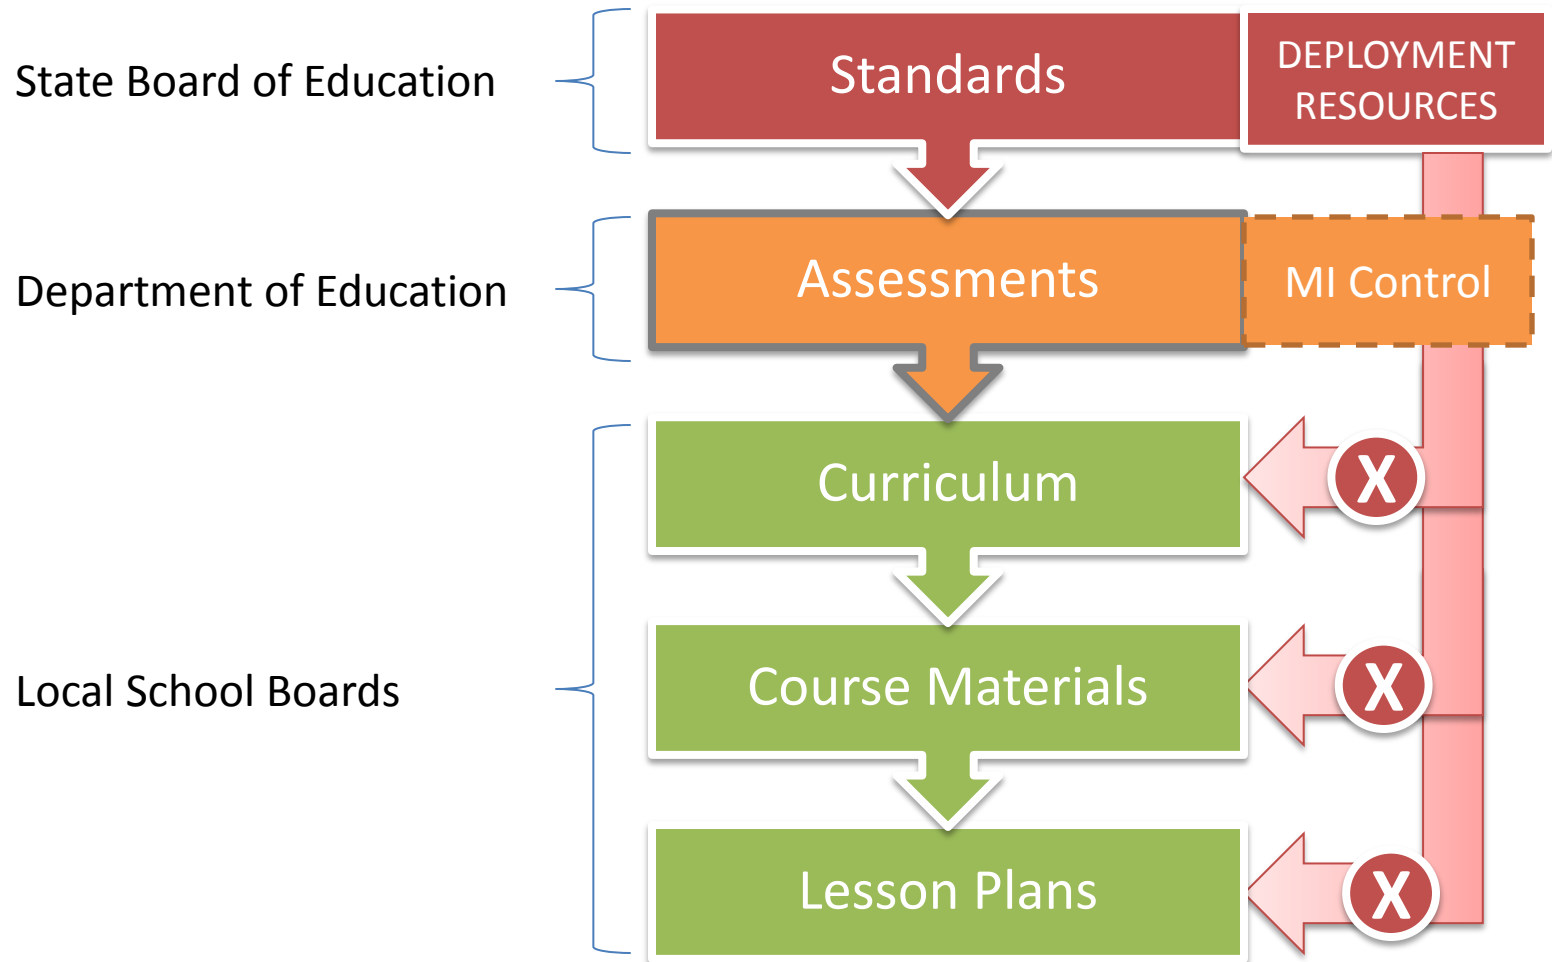 State Board of Education
Standards
DEPLOYMENT
RESOURCES
Department of Education
Assessments
MI Control
Curriculum
X
Local School Boards
Course Materials
X
Lesson Plans
X